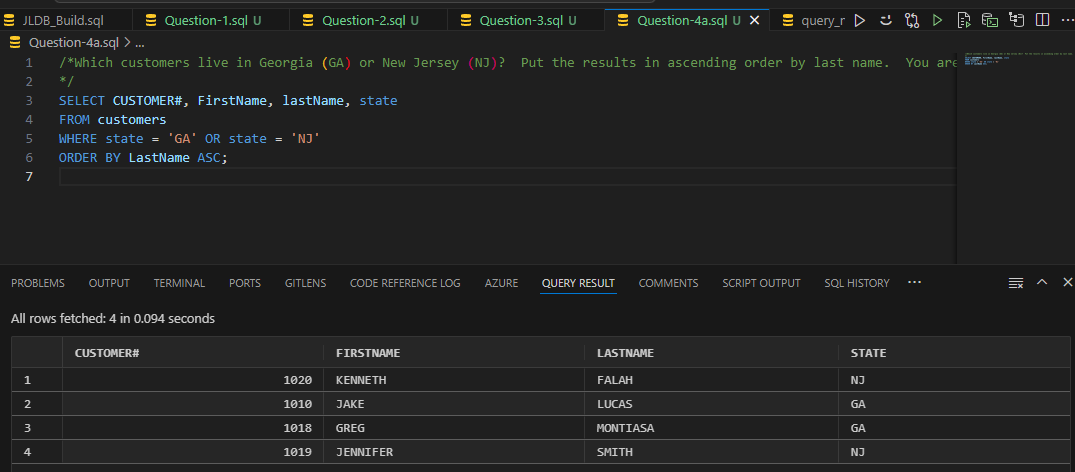 JLDB_Build.sql Question-1.sql U Question-2.sql U Question-3.sql U Question-4a.sql U query_r
Question-4a.sql > ...
1 /*Which customers live in Georgia (GA) or New Jersey (NJ)?  Put the results in ascending order by last name.  You are
2 */
3 SELECT CUSTOMER#, FirstName, lastName, state
4 FROM customers
5 WHERE state = 'GA' OR state = 'NJ'
6 ORDER BY LastName ASC;
7
PROBLEMS OUTPUT TERMINAL PORTS GITLENS CODE REFERENCE LOG AZURE QUERY RESULT COMMENTS SCRIPT OUTPUT SQL HISTORY ...
All rows fetched: 4 in 0.094 seconds
CUSTOMER# FIRSTNAME LASTNAME STATE
1 1020 KENNETH FALAH NJ
2 1010 JAKE LUCAS GA
3 1018 GREG MONTIASA GA
4 1019 JENNIFER SMITH NJ